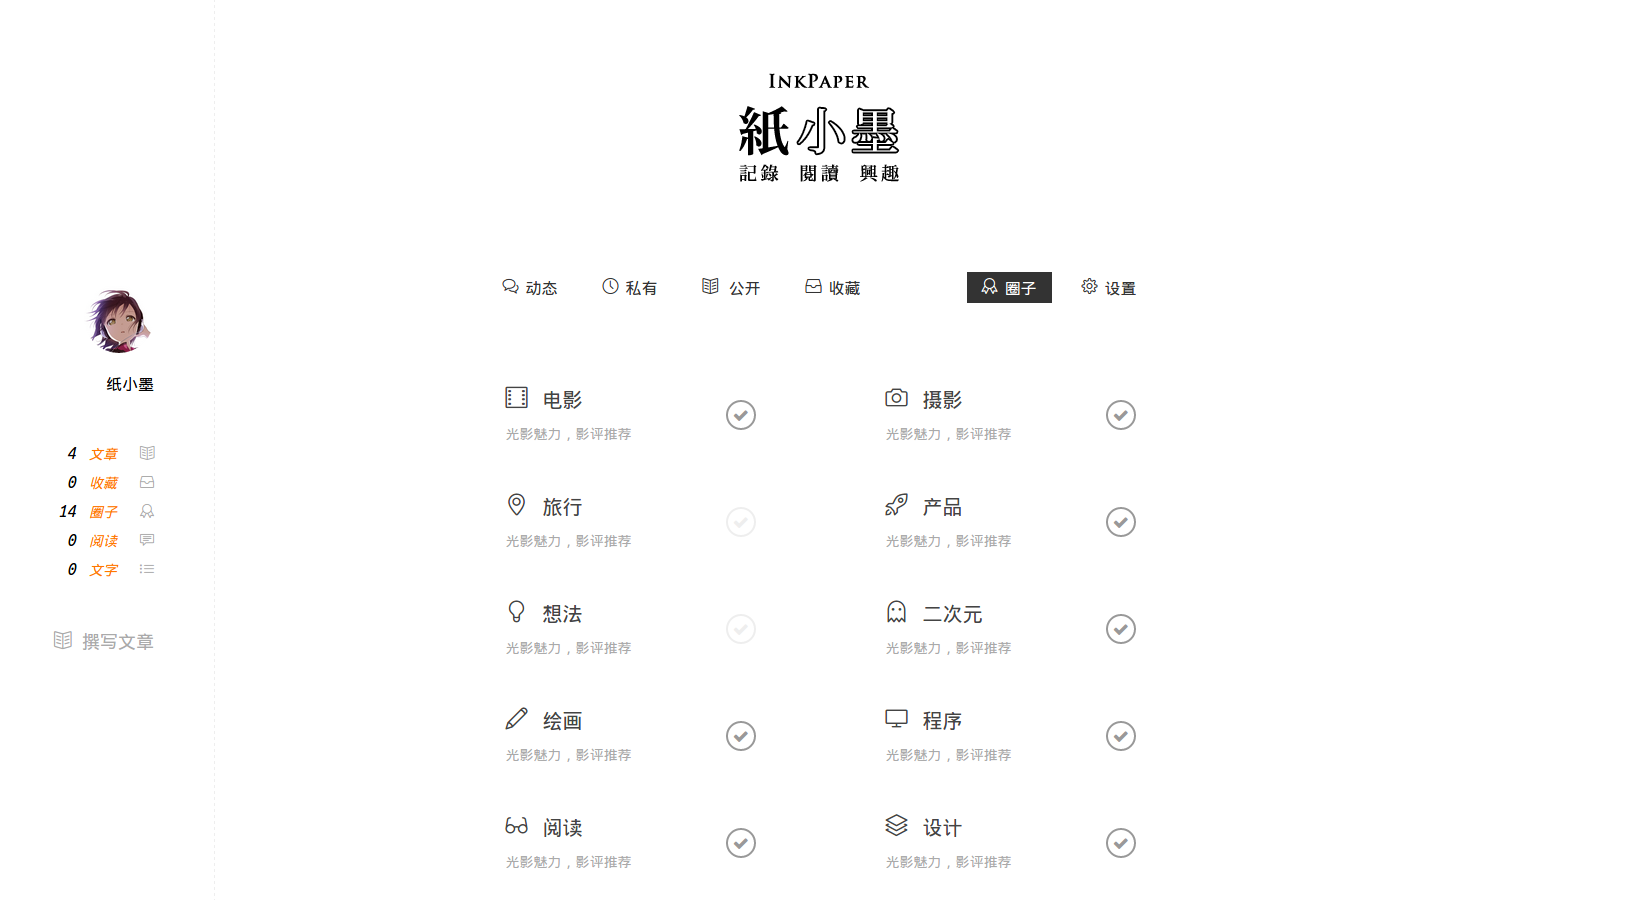 InkPaper
紙小墨
記錄 閱讀 興趣
动态 私有 公开 收藏 圈子 设置
纸小墨
4 文章
0 收藏
14 圈子
0 阅读
0 文字
撰写文章
电影
光影魅力，影评推荐
摄影
光影魅力，影评推荐
旅行
光影魅力，影评推荐
产品
光影魅力，影评推荐
想法
光影魅力，影评推荐
二次元
光影魅力，影评推荐
绘画
光影魅力，影评推荐
程序
光影魅力，影评推荐
阅读
光影魅力，影评推荐
设计
光影魅力，影评推荐